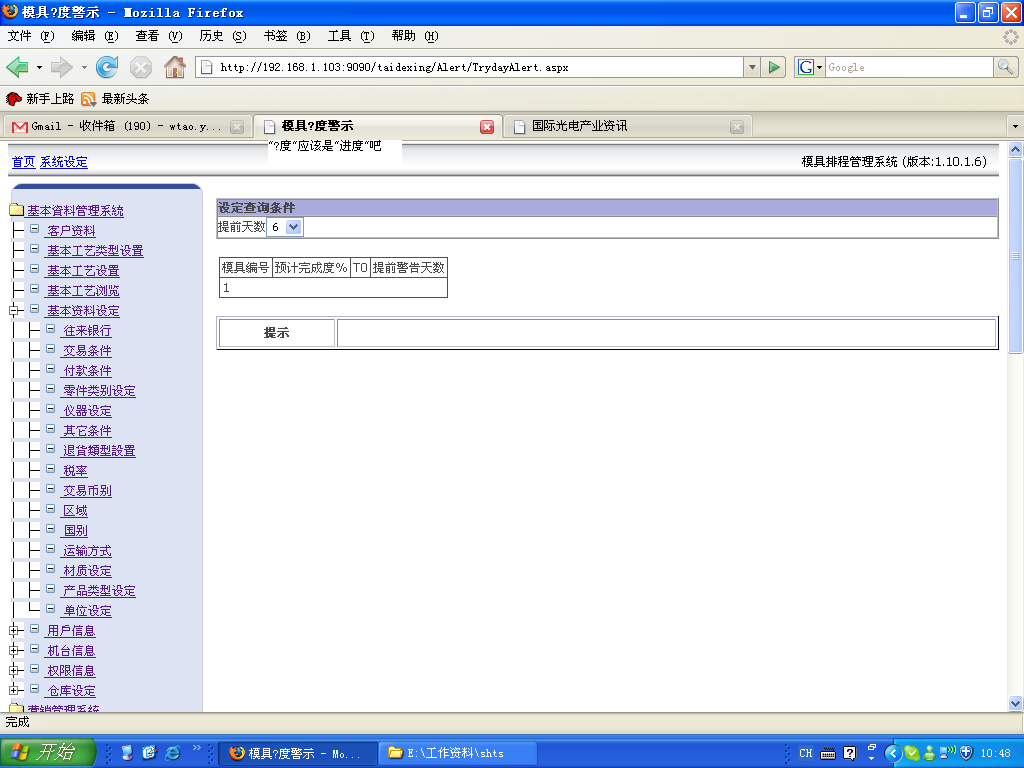 模具?度警示 - Mozilla Firefox
文件 (F) 编辑 (E) 查看 (V) 历史 (S) 书签 (B) 工具 (T) 帮助 (H)
http://192.168.1.103:9090/taidexing/Alert/TrydayAlert.aspx
G Google
新手上路 最新头条
Gmail - 收件箱 (190) - wtao.y... 模具?度警示 国际光电产业资讯
"?度"应该是"进度"吧
首页 系统设定 模具排程管理系统 (版本:1.10.1.6)
基本資料管理系統
客户资料
基本工艺类型设置
基本工艺设置
基本工艺浏览
基本资料设定
往来银行
交易条件
付款条件
零件类别设定
仪器设定
其它条件
退貨類型設置
税率
交易币别
区域
国别
运输方式
材质设定
产品类型设定
单位设定
用戶信息
机台信息
权限信息
仓库设定
营销管理系统
设定查询条件
提前天数 6
模具编号 预计完成度% T0 提前警告天数
1
提示
完成
开始 模具?度警示 - Mo... E:\工作资料\shts CH 10:48